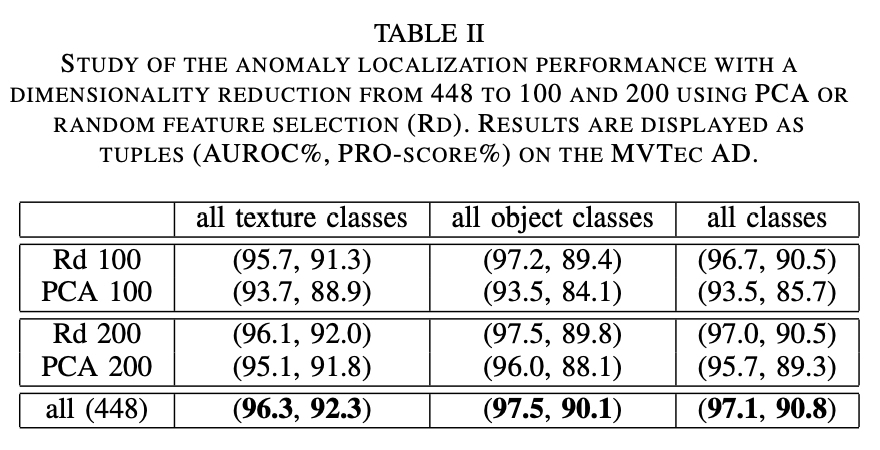 TABLE II
STUDY OF THE ANOMALY LOCALIZATION PERFORMANCE WITH A
DIMENSIONALITY REDUCTION FROM 448 TO 100 AND 200 USING PCA OR
RANDOM FEATURE SELECTION (RD). RESULTS ARE DISPLAYED AS
TUPLES (AUROC%, PRO-SCORE%) ON THE MVTEC AD.
all texture classes all object classes all classes
Rd 100 (95.7, 91.3) (97.2, 89.4) (96.7, 90.5)
PCA 100 (93.7, 88.9) (93.5, 84.1) (93.5, 85.7)
Rd 200 (96.1, 92.0) (97.5, 89.8) (97.0, 90.5)
PCA 200 (95.1, 91.8) (96.0, 88.1) (95.7, 89.3)
all (448) (96.3, 92.3) (97.5, 90.1) (97.1, 90.8)